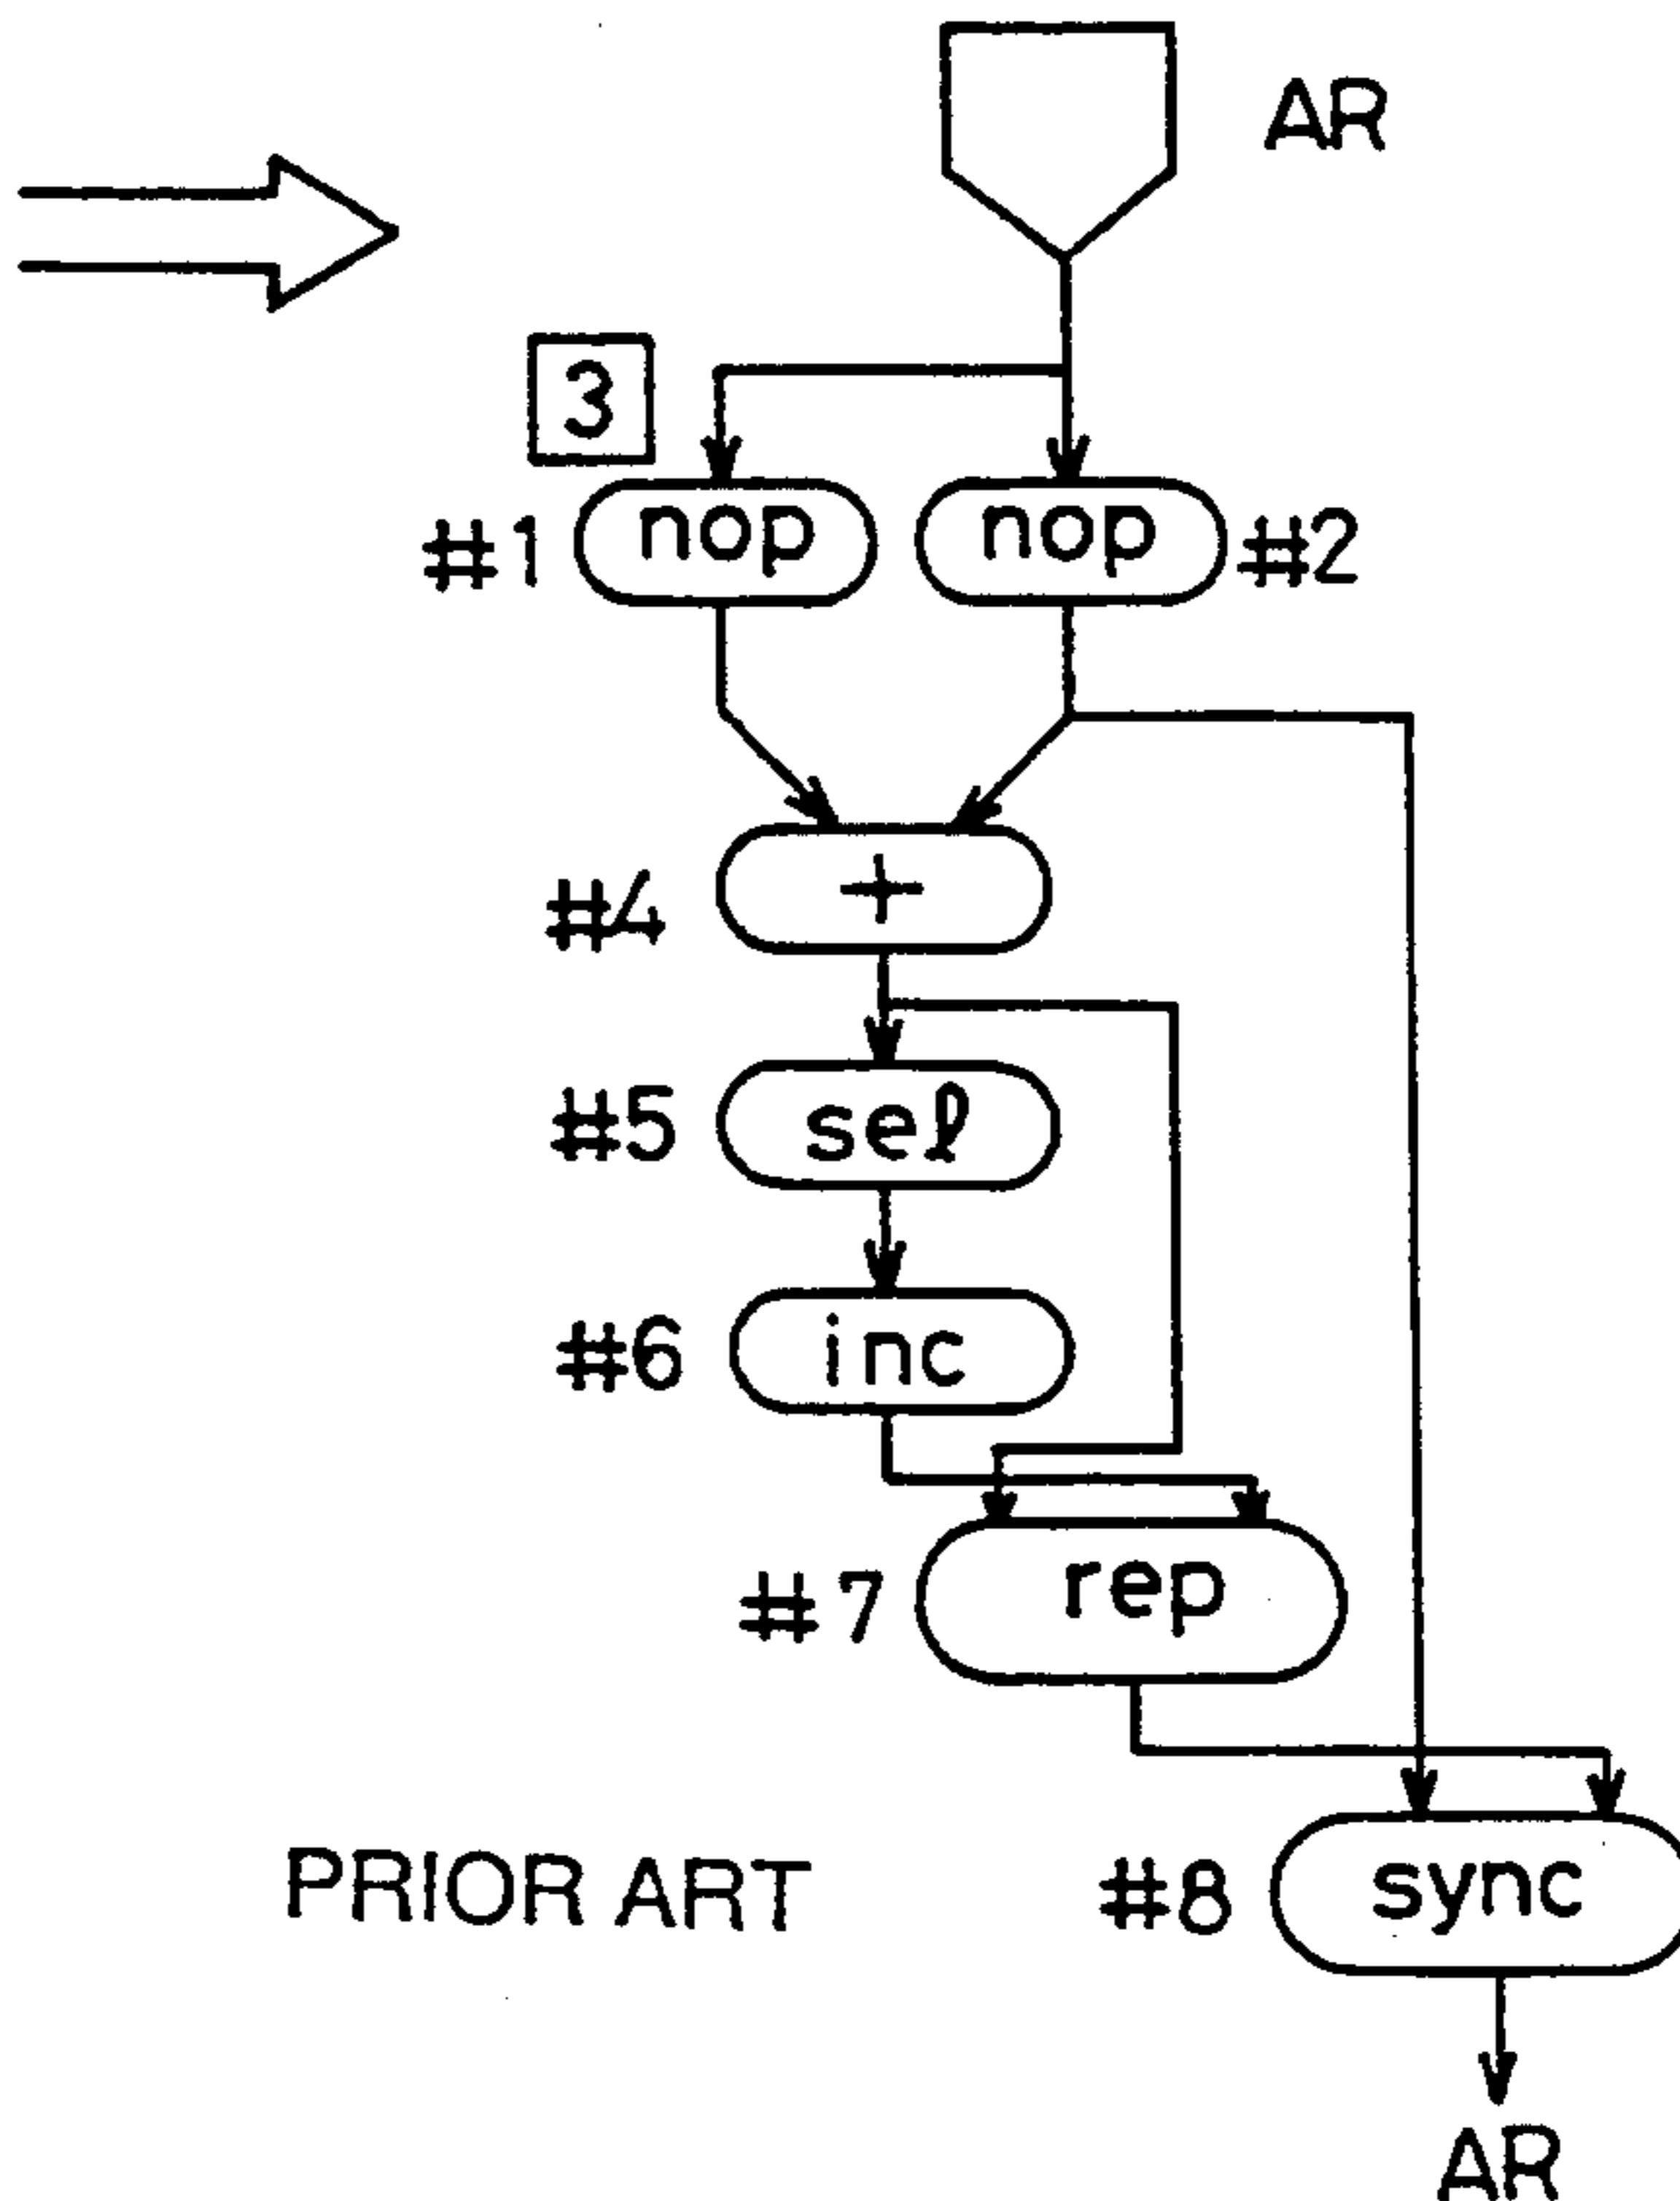 AR
3
#1 nop nop #2
#4 +
#5 sel
#6 inc
#7 rep
PRIOR ART #8 sync
AR